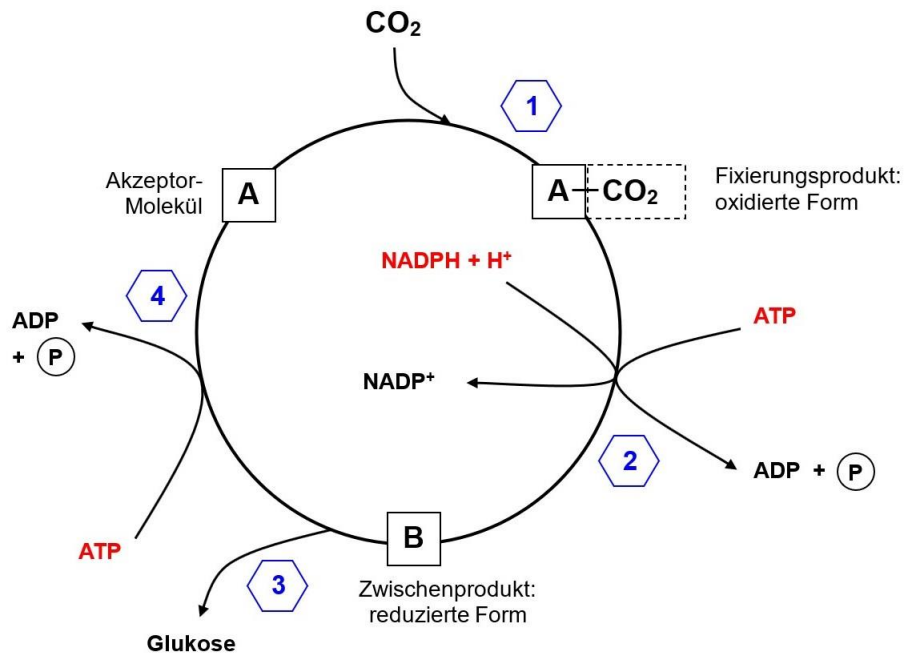 CO₂
1
Akzeptor-
Molekül
A
A CO₂
Fixierungsprodukt:
oxidierte Form
NADPH + H⁺
4
ADP
+ P
ATP
NADP⁺
2
ADP + P
ATP
B
3
Zwischenprodukt:
reduzierte Form
Glukose